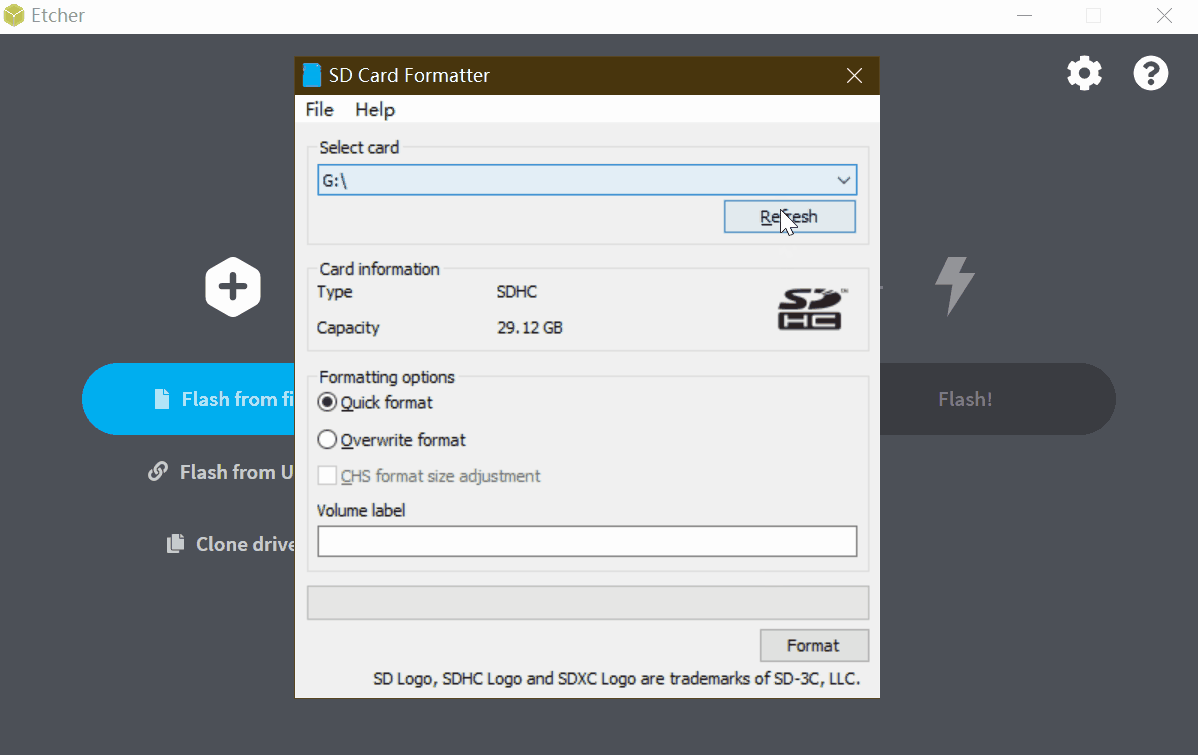 Etcher
SD Card Formatter
File Help
Select card
G:\
Refresh
Card information
Type SDHC
Capacity 29.12 GB
SD HC ™
Formatting options
Quick format
Overwrite format
CHS format size adjustment
Volume label
Format
SD Logo, SDHC Logo and SDXC Logo are trademarks of SD-3C, LLC.
Flash from fi
Flash from U
Clone drive
Flash!